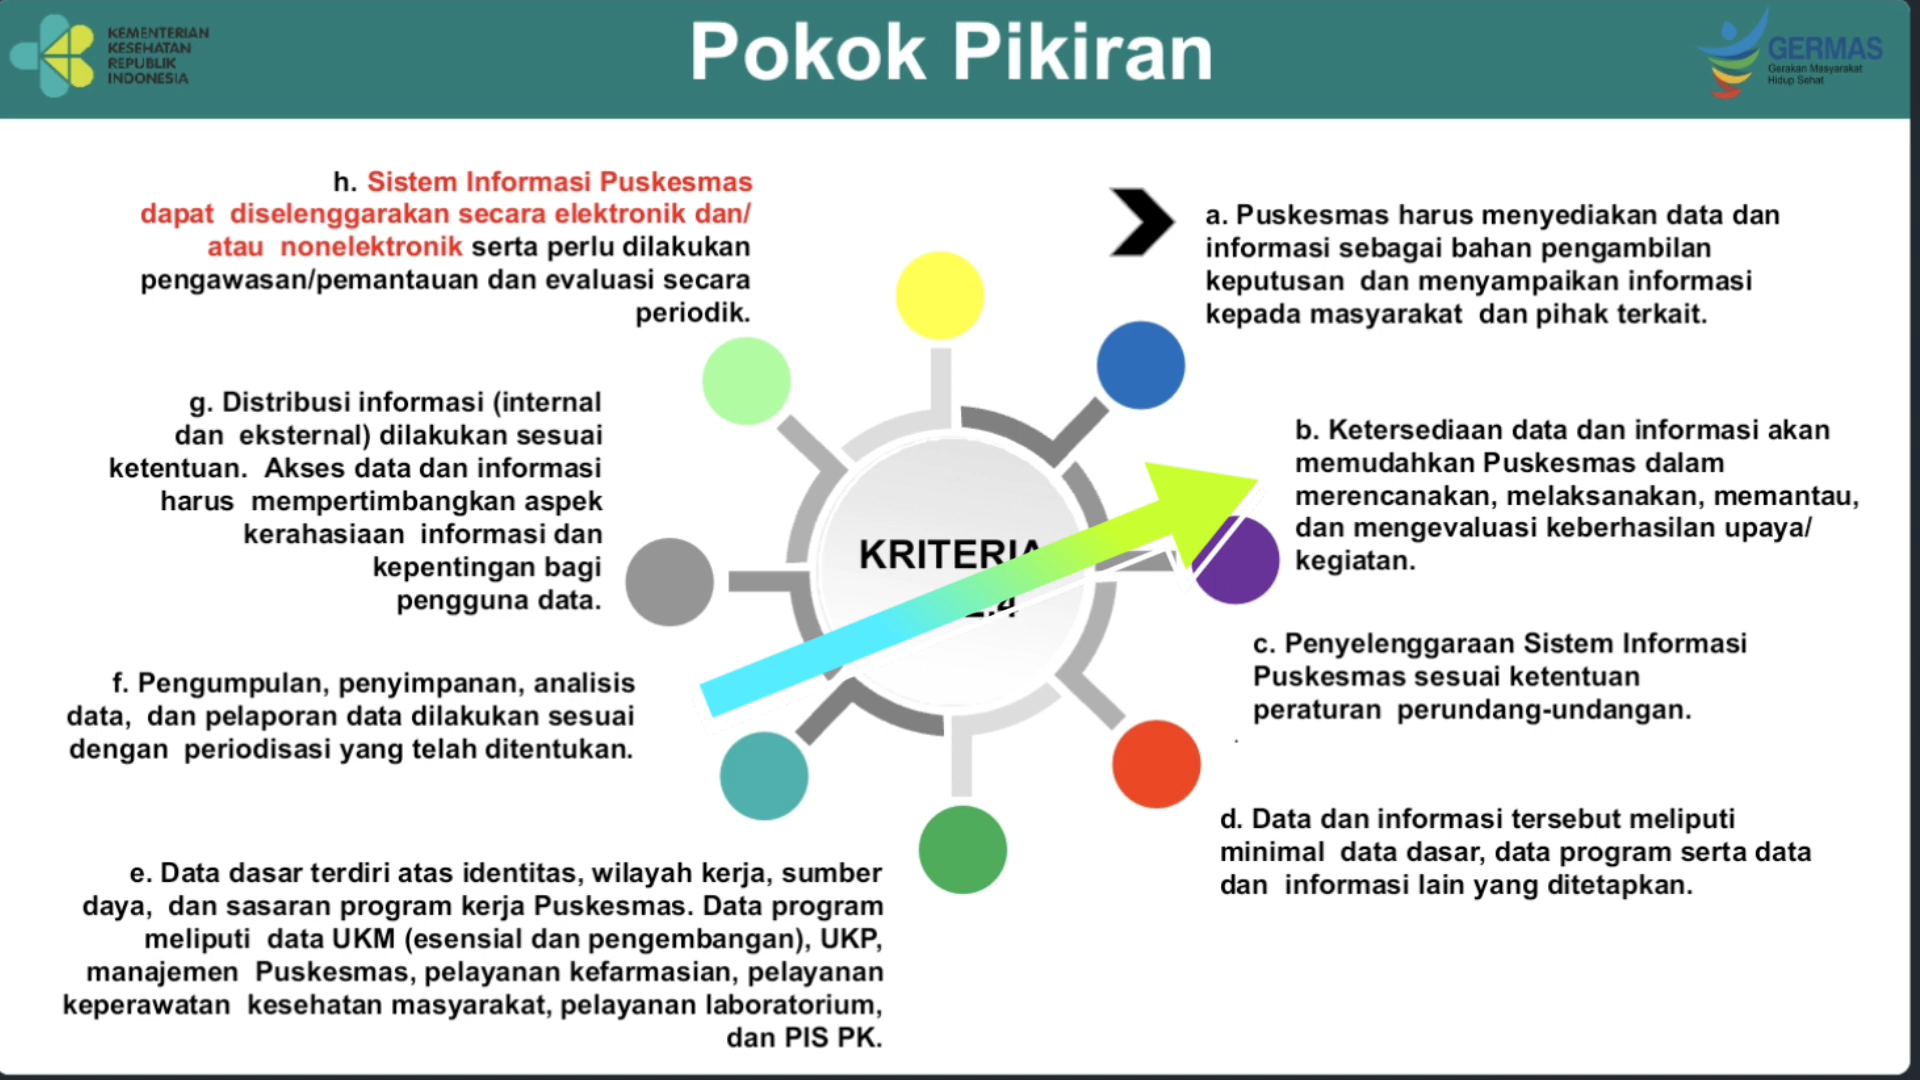 KEMENTERIAN
KESEHATAN
REPUBLIK
INDONESIA
Pokok Pikiran
GERMAS
Gerakan Masyarakat
Hidup Sehat
a. Puskesmas harus menyediakan data dan
informasi sebagai bahan pengambilan
keputusan dan menyampaikan informasi
kepada masyarakat dan pihak terkait.
b. Ketersediaan data dan informasi akan
memudahkan Puskesmas dalam
merencanakan, melaksanakan, memantau,
dan mengevaluasi keberhasilan upaya/
kegiatan.
c. Penyelenggaraan Sistem Informasi
Puskesmas sesuai ketentuan
peraturan perundang-undangan.
.
d. Data dan informasi tersebut meliputi
minimal data dasar, data program serta data
dan informasi lain yang ditetapkan.
e. Data dasar terdiri atas identitas, wilayah kerja, sumber
daya, dan sasaran program kerja Puskesmas. Data program
meliputi data UKM (esensial dan pengembangan), UKP,
manajemen Puskesmas, pelayanan kefarmasian, pelayanan
keperawatan kesehatan masyarakat, pelayanan laboratorium,
dan PIS PK.
f. Pengumpulan, penyimpanan, analisis
data, dan pelaporan data dilakukan sesuai
dengan periodisasi yang telah ditentukan.
g. Distribusi informasi (internal
dan eksternal) dilakukan sesuai
ketentuan. Akses data dan informasi
harus mempertimbangkan aspek
kerahasiaan informasi dan
kepentingan bagi
pengguna data.
h. Sistem Informasi Puskesmas
dapat diselenggarakan secara elektronik dan/
atau nonelektronik serta perlu dilakukan
pengawasan/pemantauan dan evaluasi secara
periodik.
KRITERIA